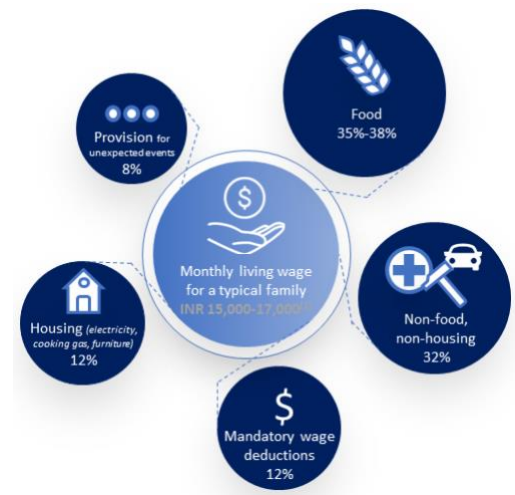 Food
35%-38%
Provision for
unexpected events
8%
$
Monthly living wage
for a typical family
INR 15,000-17,000
Non-food,
non-housing
32%
Housing (electricity,
cooking gas, furniture)
12%
$
Mandatory wage
deductions
12%